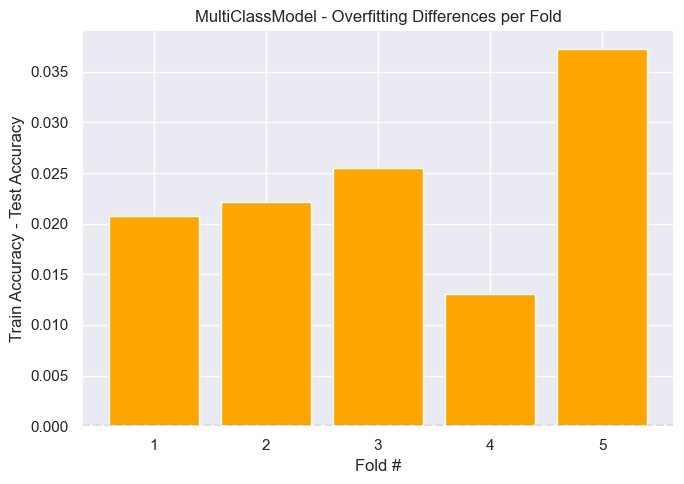 MultiClassModel - Overfitting Differences per Fold
Train Accuracy - Test Accuracy
0.035
0.030
0.025
0.020
0.015
0.010
0.005
0.000
1 2 3 4 5
Fold #